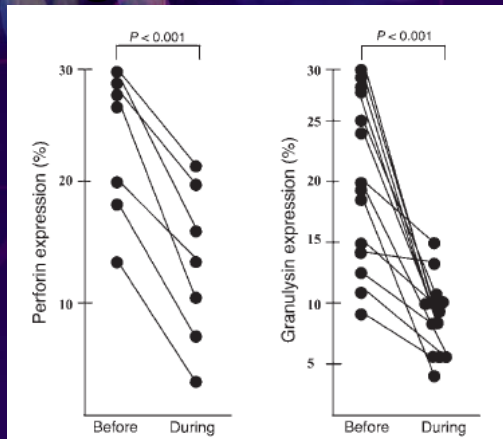 P < 0.001
30
20
10
Perforin expression (%)
Before During
P < 0.001
30
25
20
15
10
5
Granulysin expression (%)
Before During